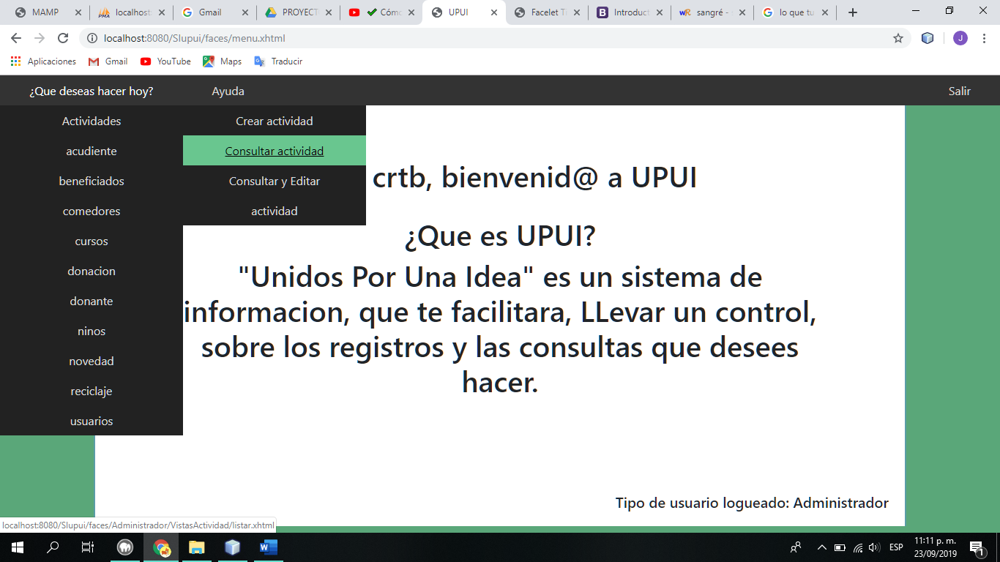 MAMP
localhost
Gmail
PROYECT
Cómo
UPUI
Facelet Ti
Introduct
sangré -
lo que tu
localhost:8080/Slupui/faces/menu.xhtml
J
Aplicaciones
Gmail
YouTube
Maps
Traducir
¿Que deseas hacer hoy?
Ayuda
Salir
Actividades
acudiente
beneficiados
comedores
cursos
donacion
donante
ninos
novedad
reciclaje
usuarios
Crear actividad
Consultar actividad
Consultar y Editar
actividad
crtb, bienvenid@ a UPUI
¿Que es UPUI?
"Unidos Por Una Idea" es un sistema de
informacion, que te facilitara, LLevar un control,
sobre los registros y las consultas que desees
hacer.
Tipo de usuario logueado: Administrador
localhost:8080/Slupui/faces/Administrador/VistasActividad/listar.xhtml
ESP
11:11 p. m.
23/09/2019
1